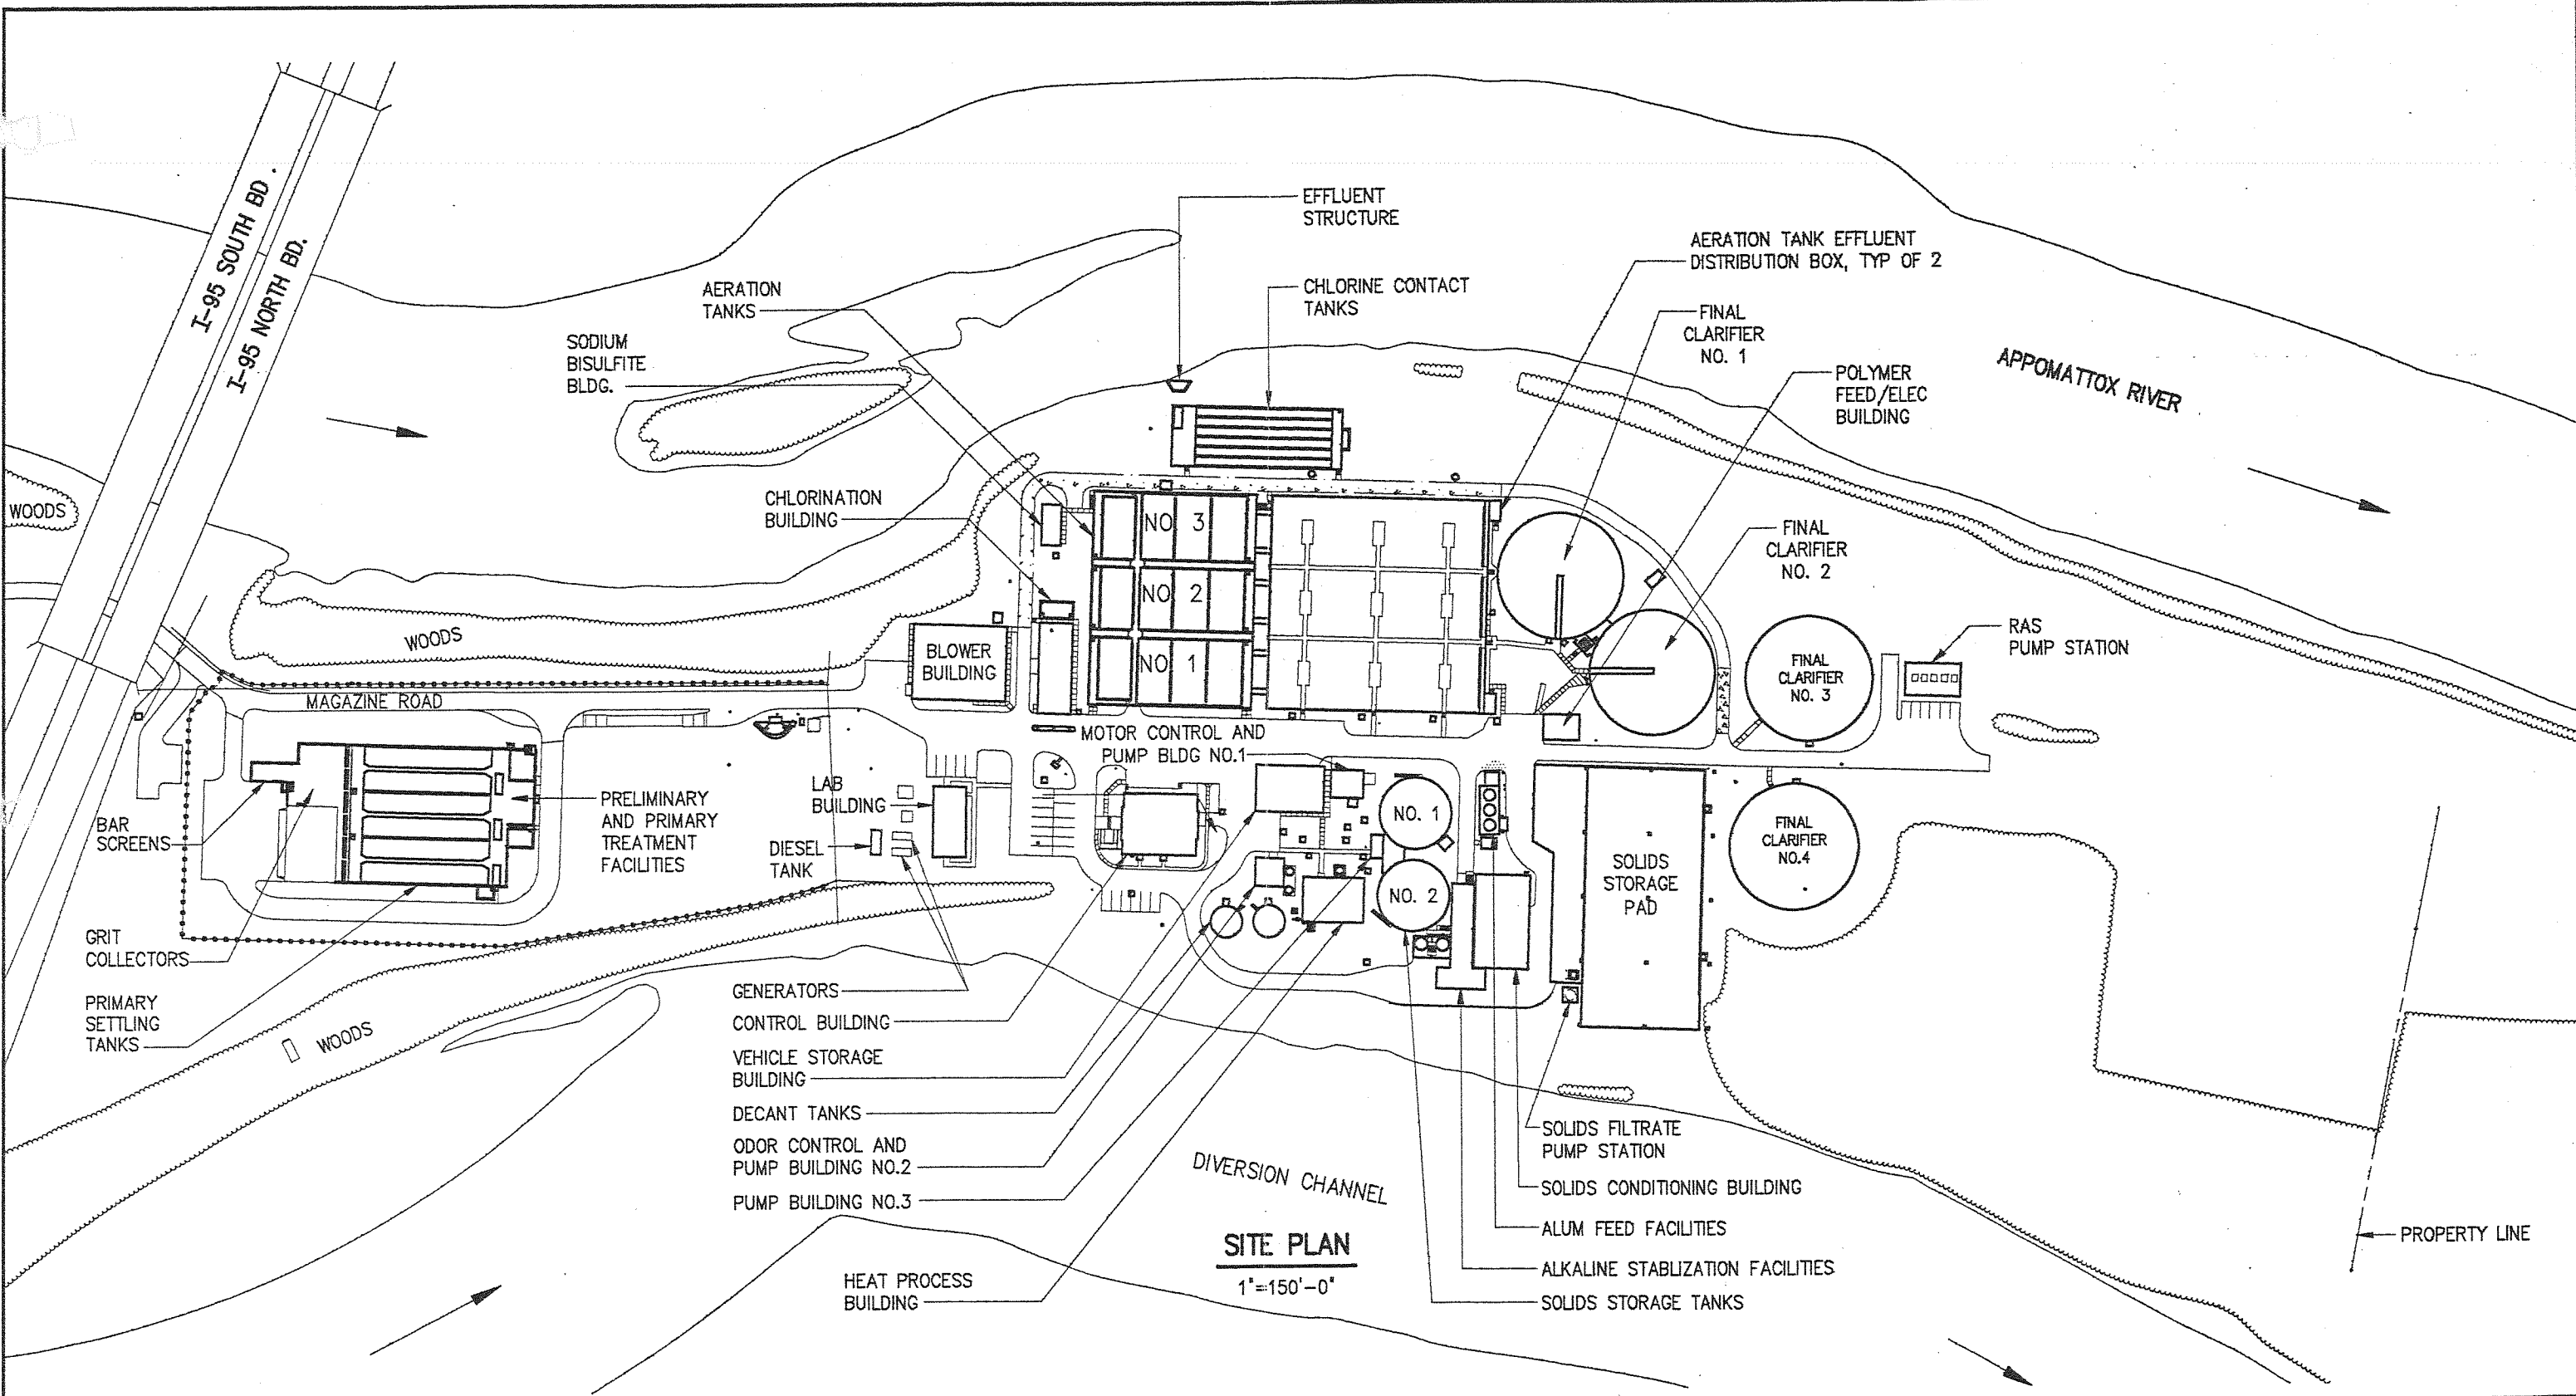 I-95 SOUTH BD.
I-95 NORTH BD.
EFFLUENT
STRUCTURE
AERATION TANK EFFLUENT
DISTRIBUTION BOX, TYP OF 2
AERATION
TANKS
CHLORINE CONTACT
TANKS
FINAL
CLARIFIER
NO. 1
SODIUM
BISULFITE
BLDG.
APPOMATTOX RIVER
POLYMER
FEED/ELEC
BUILDING
WOODS
CHLORINATION
BUILDING
NO 3
FINAL
CLARIFIER
NO. 2
NO 2
WOODS
BLOWER
BUILDING
NO 1
FINAL
CLARIFIER
NO. 3
RAS
PUMP STATION
MAGAZINE ROAD
MOTOR CONTROL AND
PUMP BLDG NO.1
LAB
BUILDING
PRELIMINARY
AND PRIMARY
TREATMENT
FACILITIES
BAR
SCREENS
DIESEL
TANK
NO. 1
NO. 2
SOLIDS
STORAGE
PAD
FINAL
CLARIFIER
NO.4
GRIT
COLLECTORS
PRIMARY
SETTLING
TANKS
WOODS
GENERATORS
CONTROL BUILDING
VEHICLE STORAGE
BUILDING
DECANT TANKS
ODOR CONTROL AND
PUMP BUILDING NO.2
PUMP BUILDING NO.3
HEAT PROCESS
BUILDING
DIVERSION CHANNEL
SOLIDS FILTRATE
PUMP STATION
SOLIDS CONDITIONING BUILDING
ALUM FEED FACILITIES
ALKALINE STABLIZATION FACILITIES
SOLIDS STORAGE TANKS
PROPERTY LINE
SITE PLAN
1"=150'-0"